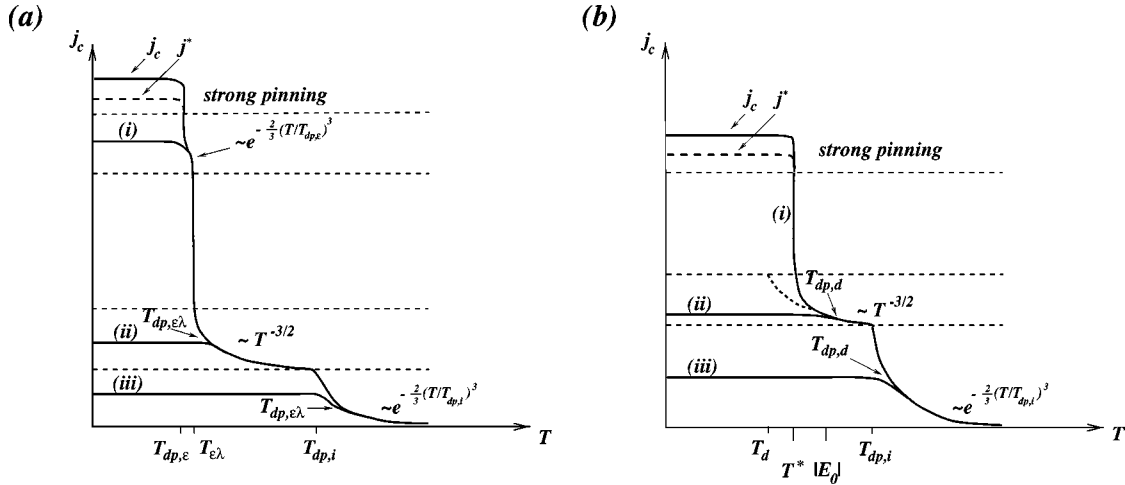 (a)
j_c
j_c j^*
strong pinning
(i)
~e^{- 2/3 (T/T_{dp,ε})^3}
T_{dp,ελ}
(ii)
~ T^{-3/2}
(iii)
T_{dp,ελ}
~e^{- 2/3 (T/T_{dp,i})^3}
T_{dp,ε} T_{ελ} T_{dp,i} T
(b)
j_c
j_c j^*
strong pinning
(i)
T_{dp,d}
(ii)
~ T^{-3/2}
T_{dp,d}
(iii)
~e^{- 2/3 (T/T_{dp,i})^3}
T_d T^* |E_0| T_{dp,i} T